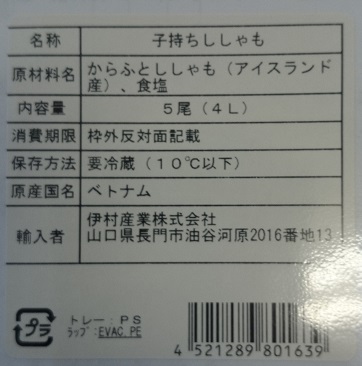 名称 子持ちししゃも
原材料名 からふとししゃも（アイスランド
産）、食塩
内容量 ５尾（４Ｌ）
消費期限 枠外反対面記載
保存方法 要冷蔵（１０℃以下）
原産国名 ベトナム
輸入者 伊村産業株式会社
山口県長門市油谷河原2016番地13
プラ
トレー：ＰＳ
ラップ:EVAC.PE
4 521289 801639